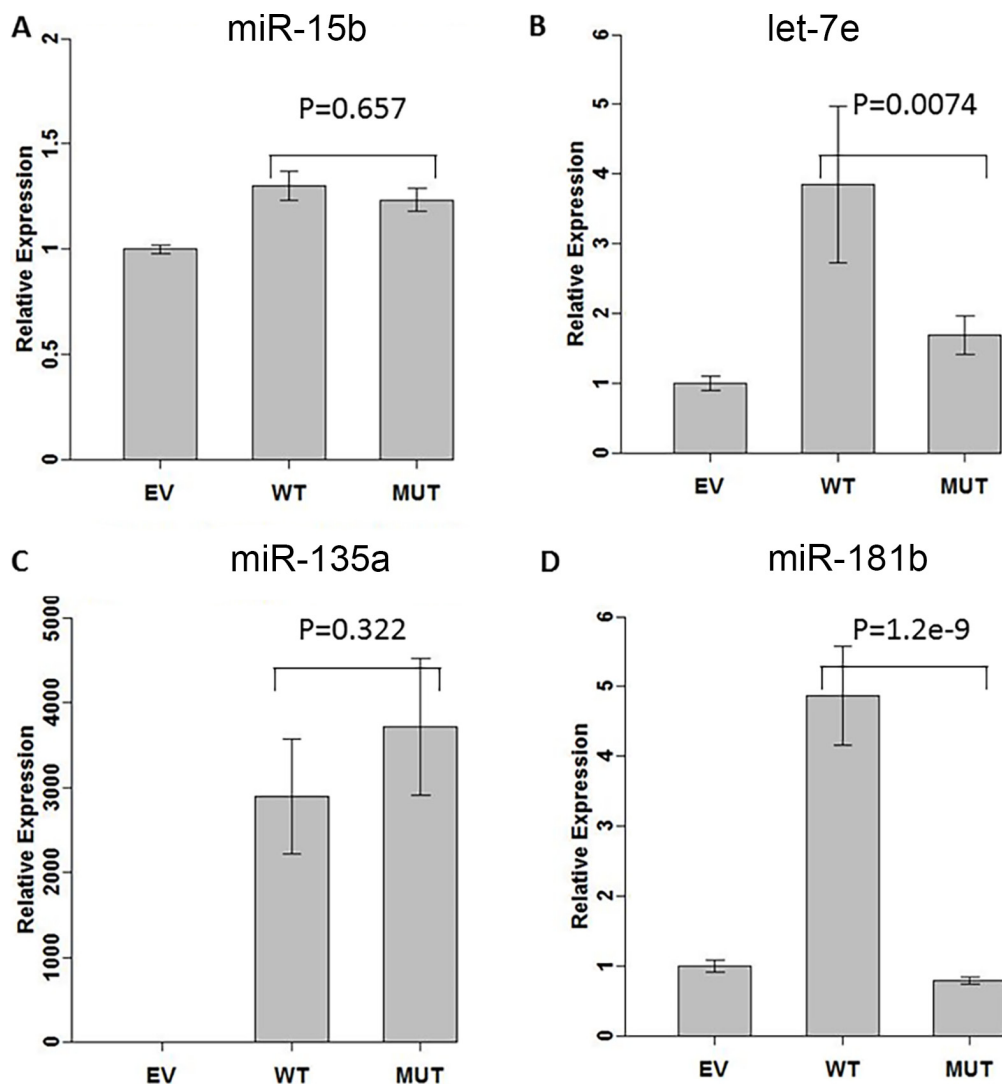 A
miR-15b
Relative Expression
2
1.5
1
0.5
0
P=0.657
EV WT MUT
B
let-7e
Relative Expression
6
5
4
3
2
1
0
P=0.0074
EV WT MUT
C
miR-135a
Relative Expression
5000
4000
3000
2000
1000
0
P=0.322
EV WT MUT
D
miR-181b
Relative Expression
6
5
4
3
2
1
0
P=1.2e-9
EV WT MUT